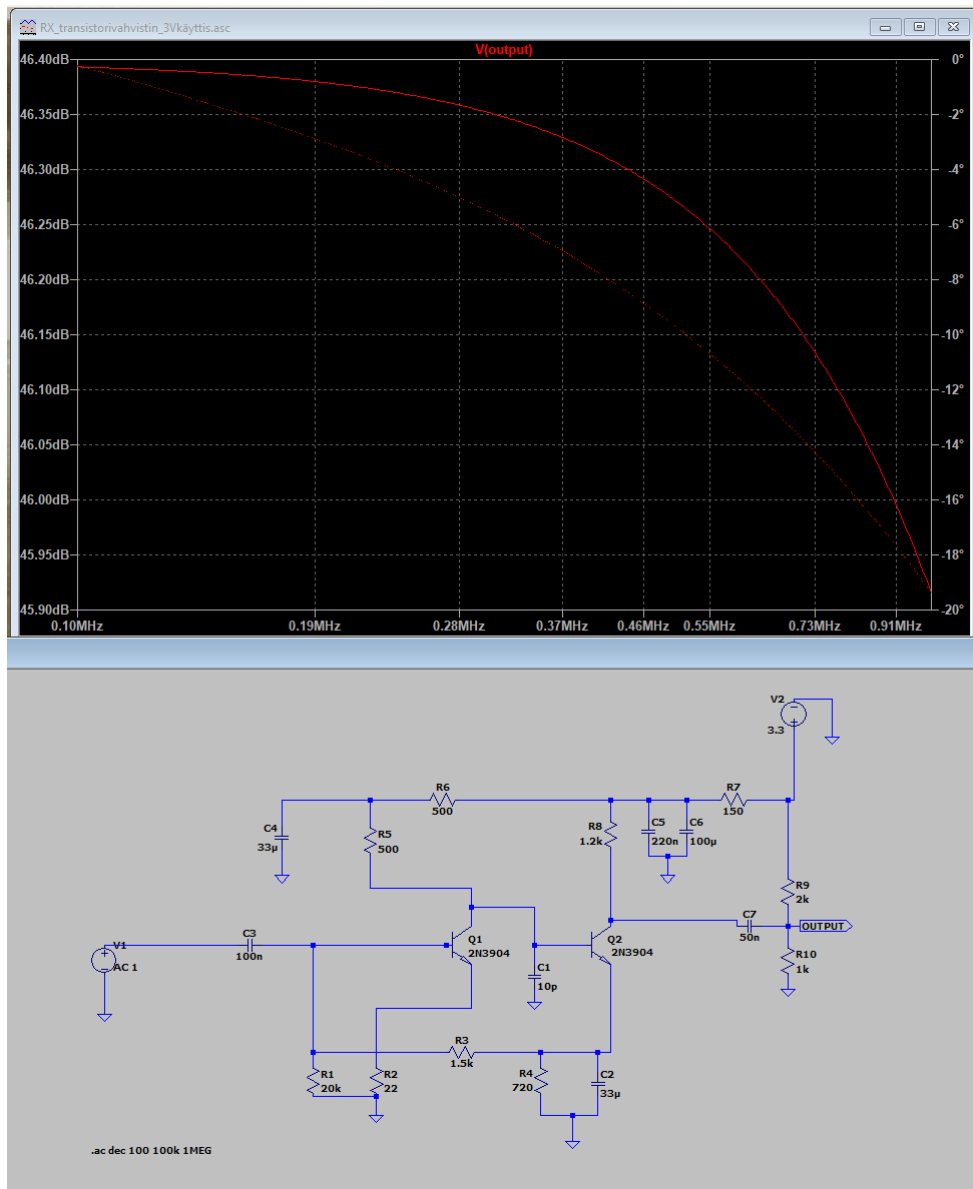 RX_transistorivahvistin_3Vkäyttis.asc
V(output)
46.40dB
46.35dB
46.30dB
46.25dB
46.20dB
46.15dB
46.10dB
46.05dB
46.00dB
45.95dB
45.90dB
0°
-2°
-4°
-6°
-8°
-10°
-12°
-14°
-16°
-18°
-20°
0.10MHz 0.19MHz 0.28MHz 0.37MHz 0.46MHz 0.55MHz 0.73MHz 0.91MHz
V2
3.3
R6
500
R7
150
C4
33µ
R5
500
R8
1.2k
C5
220n
C6
100µ
R9
2k
C7
50n
OUTPUT
R10
1k
V1
AC 1
C3
100n
Q1
2N3904
Q2
2N3904
C1
10p
R3
1.5k
R1
20k
R2
22
R4
720
C2
33µ
.ac dec 100 100k 1MEG